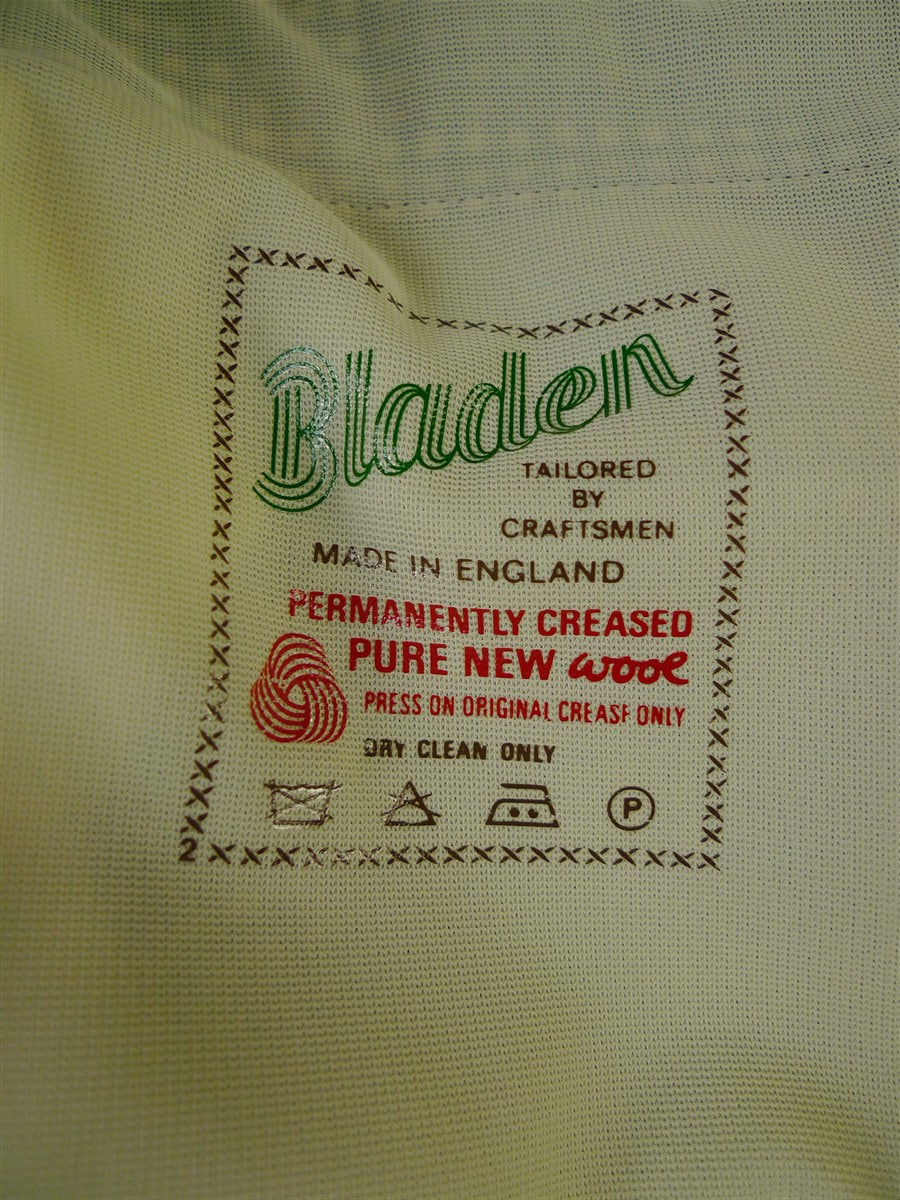 Bladen
TAILORED
BY
CRAFTSMEN
MADE IN ENGLAND
PERMANENTLY CREASED
PURE NEW wool
PRESS ON ORIGINAL CREASE ONLY
DRY CLEAN ONLY
P
2